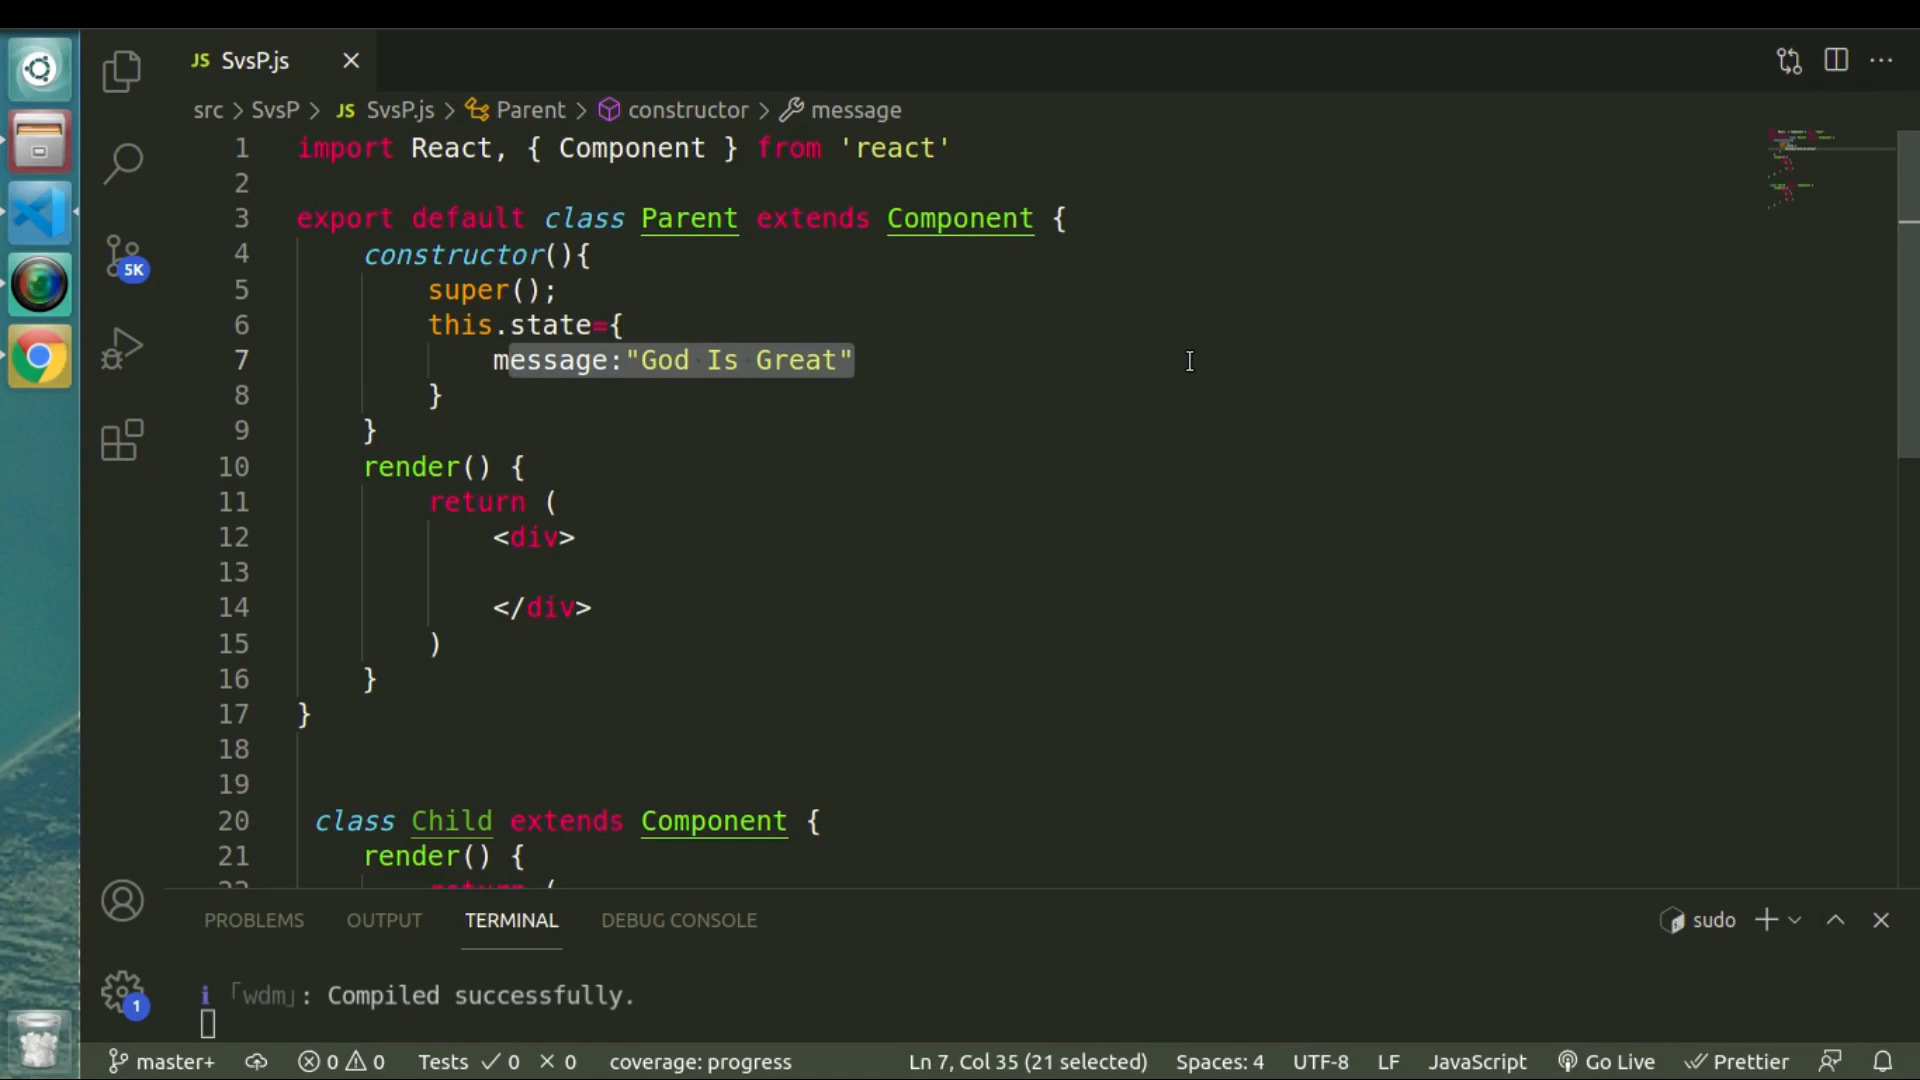 JS SvsP.js
src > SvsP > JS SvsP.js > Parent > constructor > message
1 import React, { Component } from 'react'
2
3 export default class Parent extends Component {
4 constructor(){
5 super();
6 this.state={
7 message:"God Is Great"
8 }
9 }
10 render() {
11 return (
12 <div>
13
14 </div>
15 )
16 }
17 }
18
19
20 class Child extends Component {
21 render() {
22 return (
5K
PROBLEMS OUTPUT TERMINAL DEBUG CONSOLE sudo
i 「wdm」: Compiled successfully.
1
master+ 0 0 Tests 0 0 coverage: progress Ln 7, Col 35 (21 selected) Spaces: 4 UTF-8 LF JavaScript Go Live Prettier